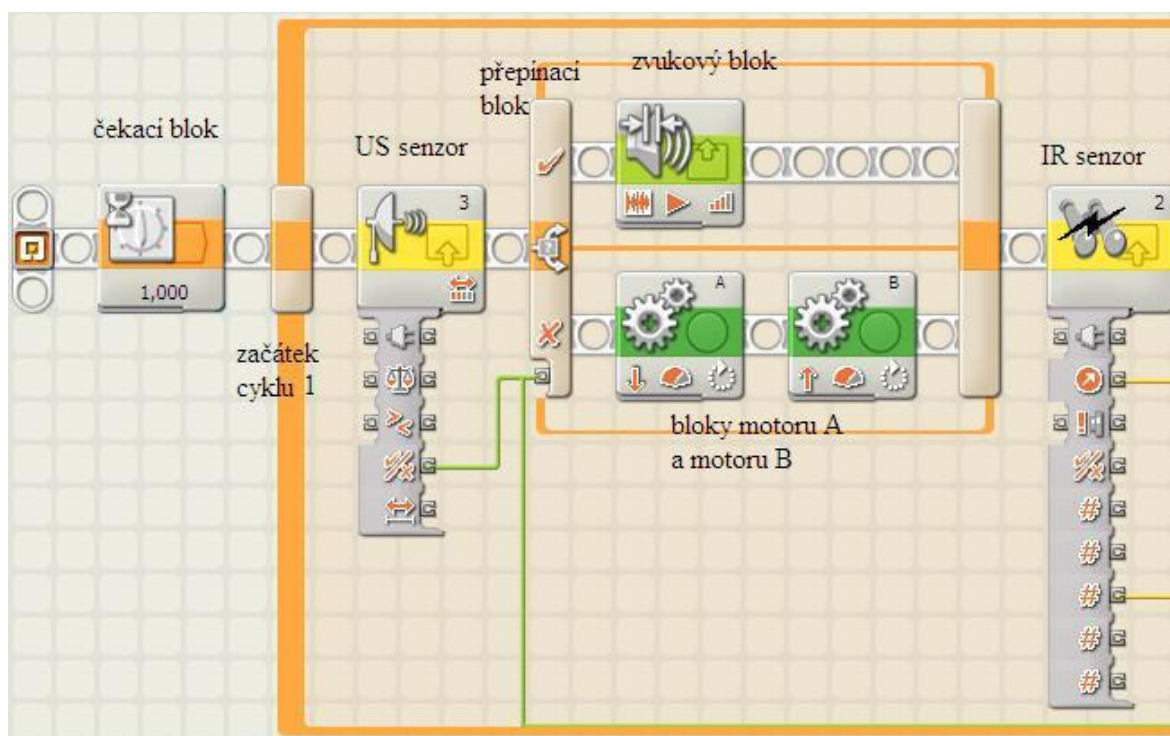 čekací blok
1,000
začátek
cyklu 1
US senzor
3
přepínací
blok
zvukový blok
A
B
bloky motoru A
a motoru B
IR senzor
2
#
#
#
#
#